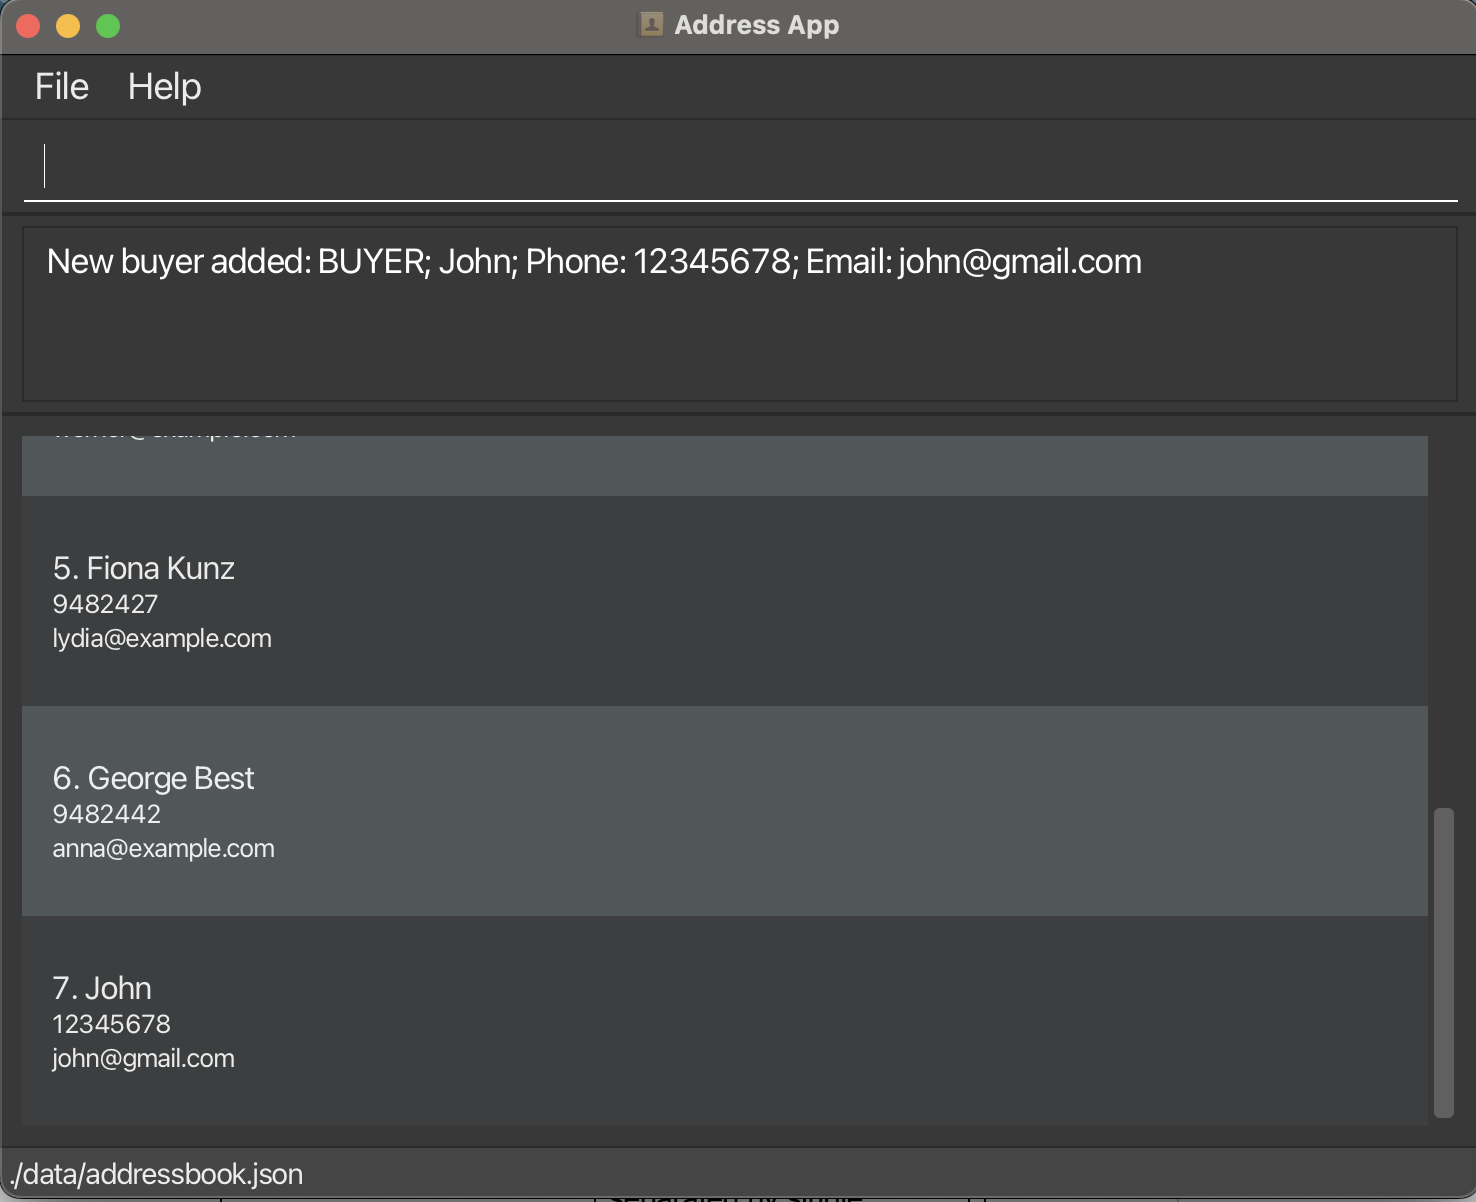 Address App
File Help
New buyer added: BUYER; John; Phone: 12345678; Email: john@gmail.com
5. Fiona Kunz
9482427
lydia@example.com
6. George Best
9482442
anna@example.com
7. John
12345678
john@gmail.com
./data/addressbook.json